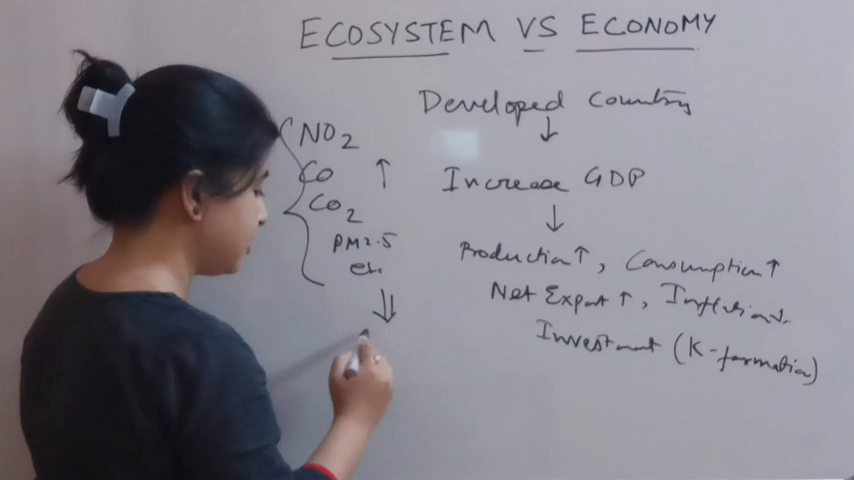 ECOSYSTEM VS ECONOMY
Developed Country
↓
Increase GDP
↓
Production↑, Consumption↑
Net Export↑, Inflation↓
Investment (K-formation)
NO2
CO ↑
CO2
PM2.5
etc.
⇓